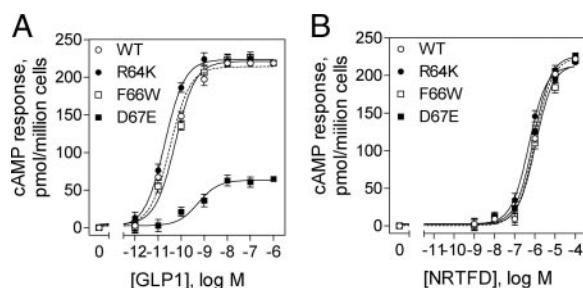 A
B
cAMP response,
pmol/million cells
250
200
150
100
50
0
WT
R64K
F66W
D67E
0
-12 -11 -10 -9 -8 -7 -6
[GLP1], log M
cAMP response,
pmol/million cells
250
200
150
100
50
0
WT
R64K
F66W
D67E
0
-11 -10 -9 -8 -7 -6 -5 -4
[NRTFD], log M